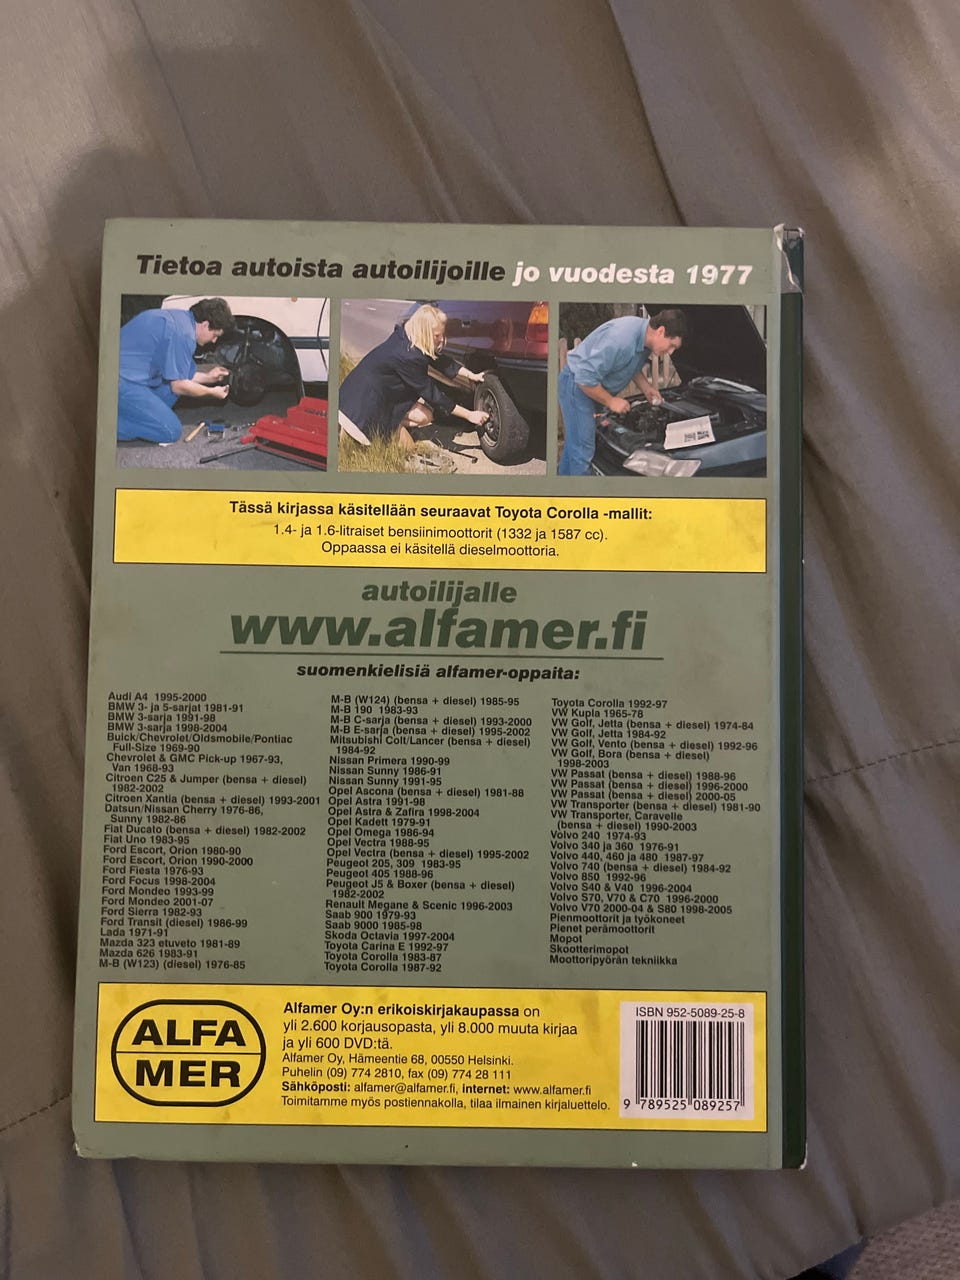 Tietoa autoista autoilijoille jo vuodesta 1977
Tässä kirjassa käsitellään seuraavat Toyota Corolla -mallit:
1.4- ja 1.6-litraiset bensiinimoottorit (1332 ja 1587 cc).
Oppaassa ei käsitellä dieselmoottoria.
autoilijalle
www.alfamer.fi
suomenkielisiä alfamer-oppaita:
Audi A4 1995-2000
BMW 3- ja 5-sarjat 1981-91
BMW 3-sarja 1991-98
BMW 3-sarja 1998-2004
Buick/Chevrolet/Oldsmobile/Pontiac
Full-Size 1969-90
Chevrolet & GMC Pick-up 1967-93,
Van 1968-93
Citroen C25 & Jumper (bensa + diesel)
1982-2002
Citroen Xantia (bensa + diesel) 1993-2001
Datsun/Nissan Cherry 1976-86,
Sunny 1982-86
Fiat Ducato (bensa + diesel) 1982-2002
Fiat Uno 1983-95
Ford Escort, Orion 1980-90
Ford Escort, Orion 1990-2000
Ford Fiesta 1976-93
Ford Focus 1998-2004
Ford Mondeo 1993-99
Ford Mondeo 2001-07
Ford Sierra 1982-93
Ford Transit (diesel) 1986-99
Lada 1971-91
Mazda 323 etuveto 1981-89
Mazda 626 1983-91
M-B (W123) (diesel) 1976-85
M-B (W124) (bensa + diesel) 1985-95
M-B 190 1983-93
M-B C-sarja (bensa + diesel) 1993-2000
M-B E-sarja (bensa + diesel) 1995-2002
Mitsubishi Colt/Lancer (bensa + diesel)
1984-92
Nissan Primera 1990-99
Nissan Sunny 1986-91
Nissan Sunny 1991-95
Opel Ascona (bensa + diesel) 1981-88
Opel Astra 1991-98
Opel Astra & Zafira 1998-2004
Opel Kadett 1979-91
Opel Omega 1986-94
Opel Vectra 1988-95
Opel Vectra (bensa + diesel) 1995-2002
Peugeot 205, 309 1983-95
Peugeot 405 1988-96
Peugeot J5 & Boxer (bensa + diesel)
1982-2002
Renault Megane & Scenic 1996-2003
Saab 900 1979-93
Saab 9000 1985-98
Skoda Octavia 1997-2004
Toyota Carina E 1992-97
Toyota Corolla 1983-87
Toyota Corolla 1987-92
Toyota Corolla 1992-97
VW Kupla 1965-78
VW Golf, Jetta (bensa + diesel) 1974-84
VW Golf, Jetta 1984-92
VW Golf, Vento (bensa + diesel) 1992-96
VW Golf, Bora (bensa + diesel)
1998-2003
VW Passat (bensa + diesel) 1988-96
VW Passat (bensa + diesel) 1996-2000
VW Passat (bensa + diesel) 2000-05
VW Transporter (bensa + diesel) 1981-90
VW Transporter, Caravelle
(bensa + diesel) 1990-2003
Volvo 240 1974-93
Volvo 340 ja 360 1976-91
Volvo 440, 460 ja 480 1987-97
Volvo 740 (bensa + diesel) 1984-92
Volvo 850 1992-96
Volvo S40 & V40 1996-2004
Volvo S70, V70 & C70 1996-2000
Volvo V70 2000-04 & S80 1998-2005
Pienmoottorit ja työkoneet
Pienet perämoottorit
Mopot
Skootterimopot
Moottoripyörän tekniikka
ALFA
MER
Alfamer Oy:n erikoiskirjakaupassa on
yli 2.600 korjausopasta, yli 8.000 muuta kirjaa
ja yli 600 DVD:tä.
Alfamer Oy, Hämeentie 68, 00550 Helsinki.
Puhelin (09) 774 2810, fax (09) 774 28 111
Sähköposti: alfamer@alfamer.fi, internet: www.alfamer.fi
Toimitamme myös postiennakolla, tilaa ilmainen kirjaluettelo.
ISBN 952-5089-25-8
9 789525 089257